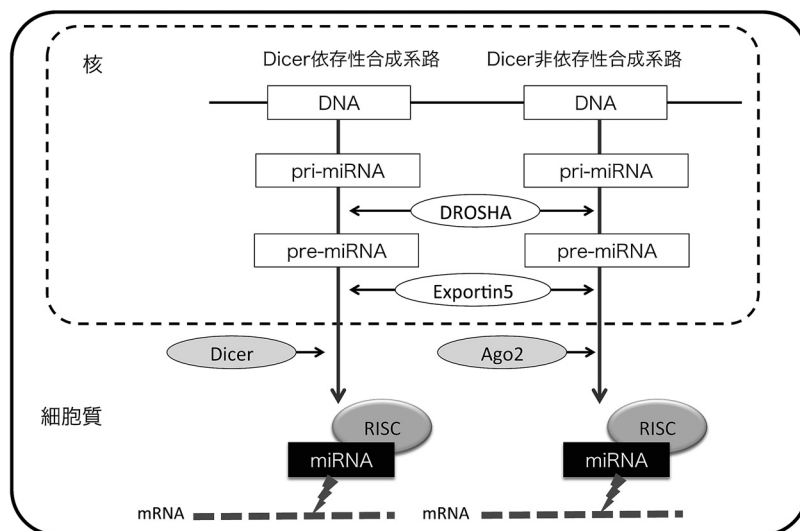 核
Dicer依存性合成系路
Dicer非依存性合成系路
DNA
DNA
pri-miRNA
pri-miRNA
DROSHA
pre-miRNA
pre-miRNA
Exportin5
Dicer
Ago2
細胞質
RISC
RISC
miRNA
miRNA
mRNA
mRNA